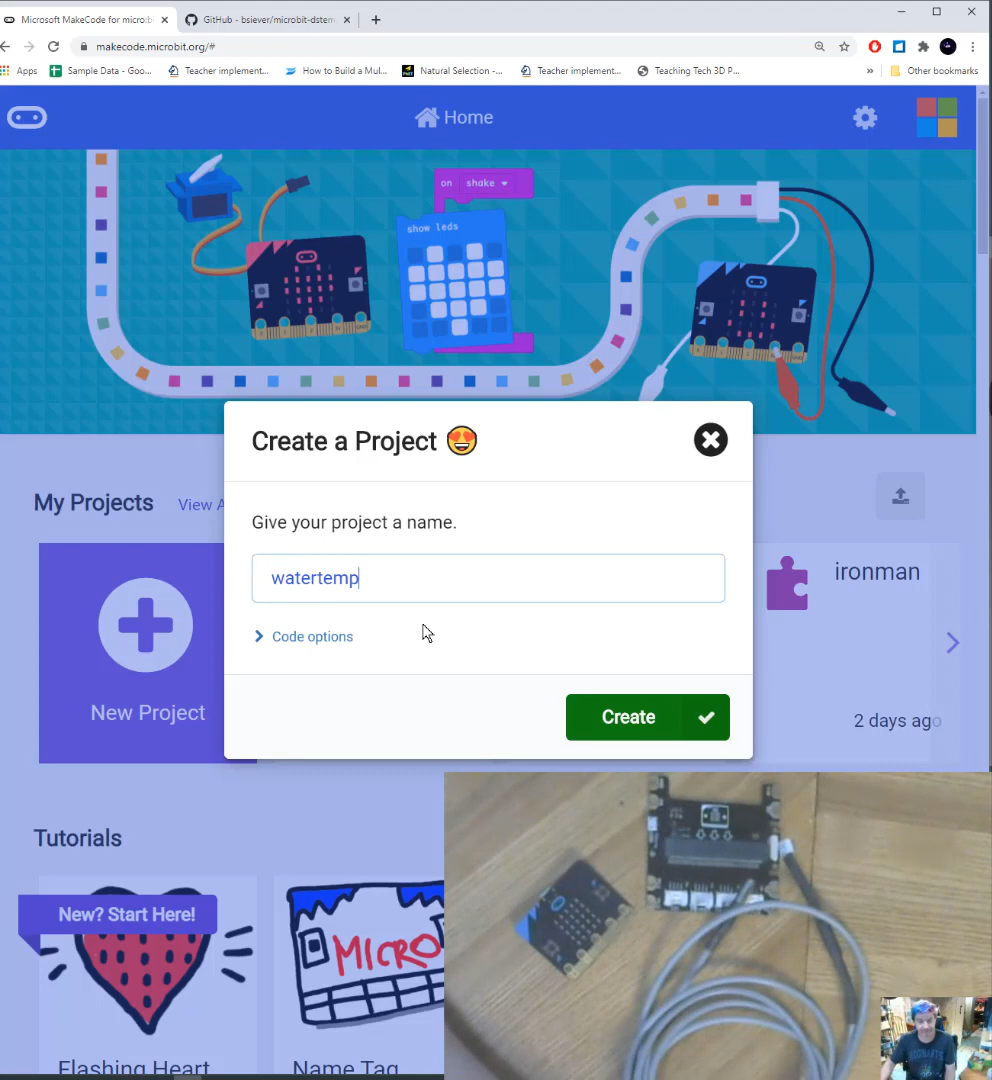 Microsoft MakeCode for micro:b
GitHub - bsiever/microbit-dstem
makecode.microbit.org/#
Apps
Sample Data - Goo...
Teacher implement...
How to Build a Mul...
Natural Selection -...
Teacher implement...
Teaching Tech 3D P...
»
Other bookmarks
Home
on shake
show leds
Create a Project
Give your project a name.
watertemp
Code options
Create
My Projects
View A
New Project
ironman
2 days ago
Tutorials
New? Start Here!
MICRO
Flashing Heart
Name Tag